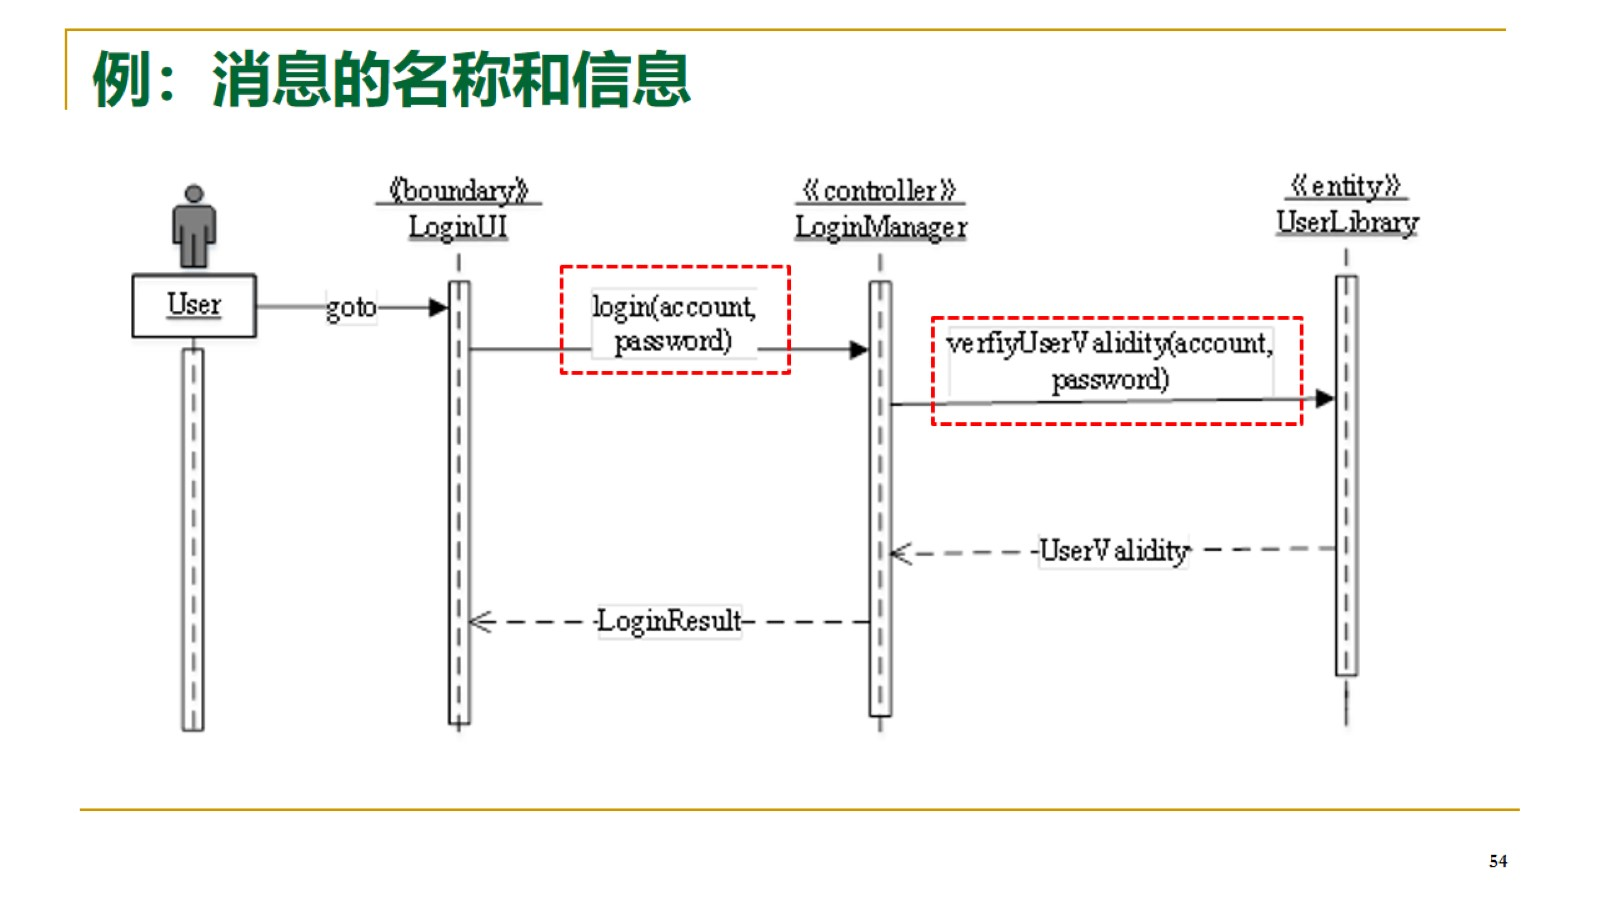 例：消息的名称和信息
《boundary》
LoginUI
《controller》
LoginManager
《entity》
UserLibrary
User
goto
login(account,
password)
verfiyUserValidity(account,
password)
UserValidity
LoginResult
54